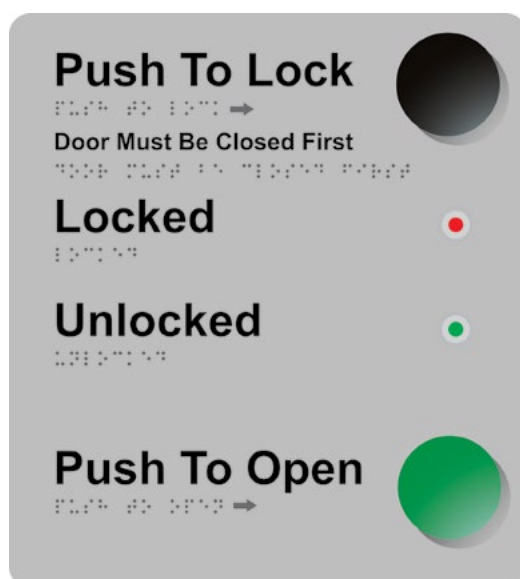 Push To Lock
⠏⠥⠎⠓ ⠞⠕ ⠇⠕⠉⠅
Door Must Be Closed First
⠙⠕⠕⠗ ⠍⠥⠎⠞ ⠃⠑ ⠉⠇⠕⠎⠑⠙ ⠋⠊⠗⠎⠞
Locked
⠇⠕⠉⠅⠑⠙
Unlocked
⠥⠝⠇⠕⠉⠅⠑⠙
Push To Open
⠏⠥⠎⠓ ⠞⠕ ⠕⠏⠑⠝